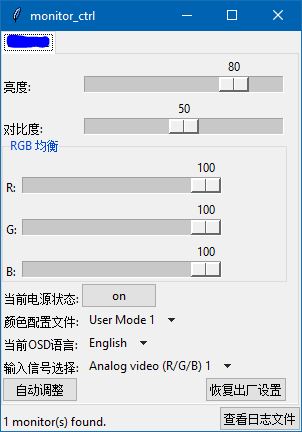 monitor_ctrl
80
亮度:
50
对比度:
RGB 均衡
100
R:
100
G:
100
B:
当前电源状态: on
颜色配置文件: User Mode 1
当前OSD语言: English
输入信号选择: Analog video (R/G/B) 1
自动调整 恢复出厂设置
1 monitor(s) found. 查看日志文件